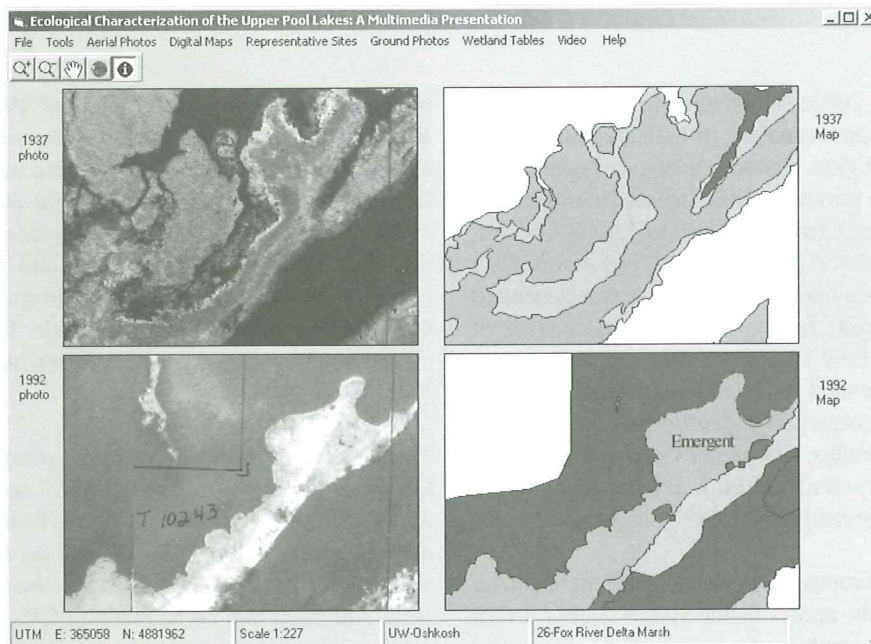 Ecological Characterization of the Upper Pool Lakes: A Multimedia Presentation
File Tools Aerial Photos Digital Maps Representative Sites Ground Photos Wetland Tables Video Help
1937
photo
1937
Map
1992
photo
T 10243
1992
Map
Emergent
UTM E: 365058 N: 4881962 Scale 1:227 UW-Oshkosh 26-Fox River Delta Marsh